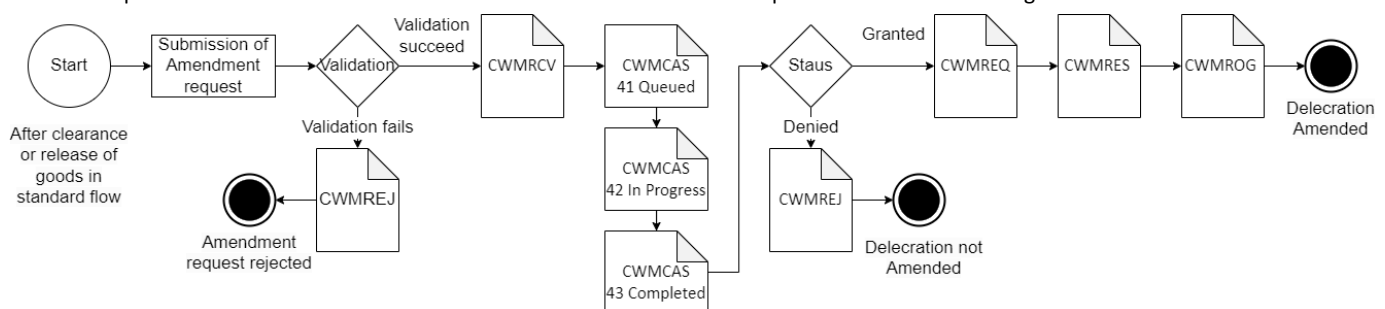 Start
After clearance
or release of
goods in
standard flow
Submission of
Amendment
request
Validation
Validation
succeed
Validation fails
CWMREJ
Amendment
request rejected
CWMRCV
CWMCAS
41 Queued
CWMCAS
42 In Progress
CWMCAS
43 Completed
Staus
Granted
Denied
CWMREJ
Delecration not
Amended
CWMREQ
CWMRES
CWMROG
Delecration
Amended